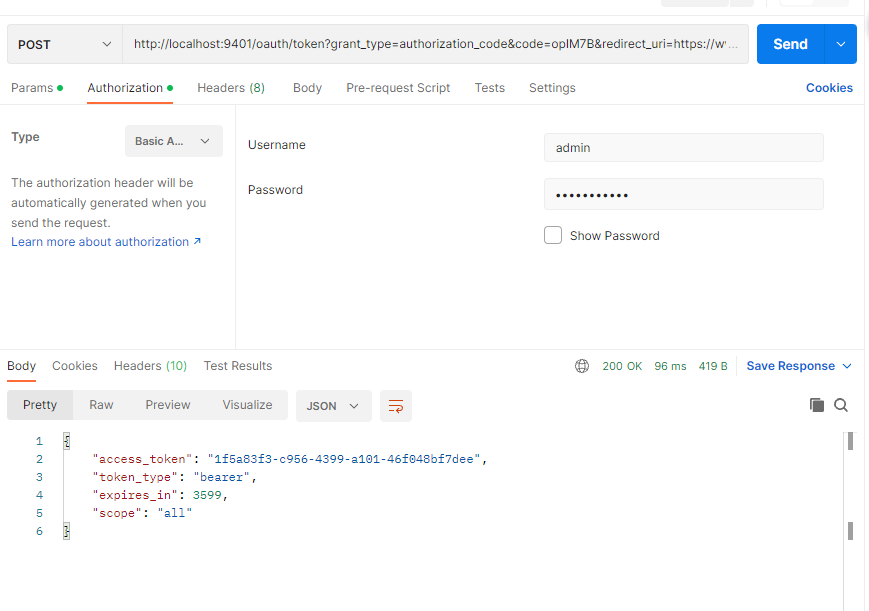 POST
http://localhost:9401/oauth/token?grant_type=authorization_code&code=opIM7B&redirect_uri=https://w...
Send
Params
Authorization
Headers (8)
Body
Pre-request Script
Tests
Settings
Cookies
Type
Basic A...
The authorization header will be
automatically generated when you
send the request.
Learn more about authorization ↗
Username
admin
Password
•••••••••••
Show Password
Body
Cookies
Headers (10)
Test Results
200 OK
96 ms
419 B
Save Response
Pretty
Raw
Preview
Visualize
JSON
1 {
2 "access_token": "1f5a83f3-c956-4399-a101-46f048bf7dee",
3 "token_type": "bearer",
4 "expires_in": 3599,
5 "scope": "all"
6 }